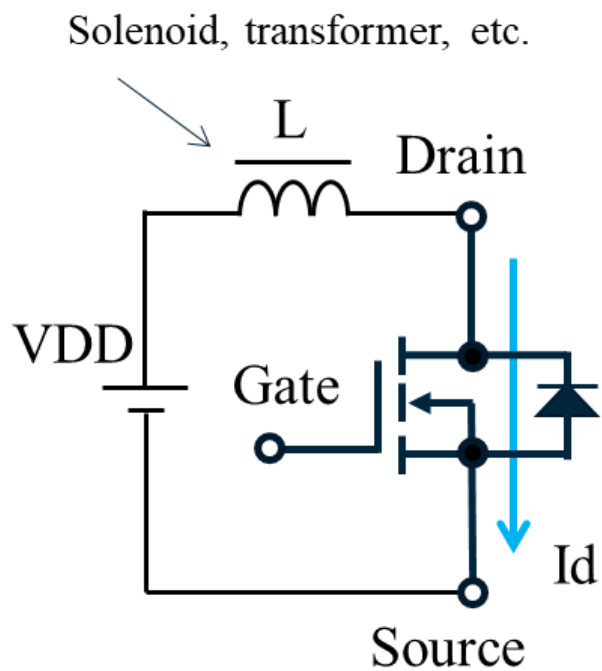 Solenoid, transformer, etc.
L
Drain
VDD
Gate
Id
Source